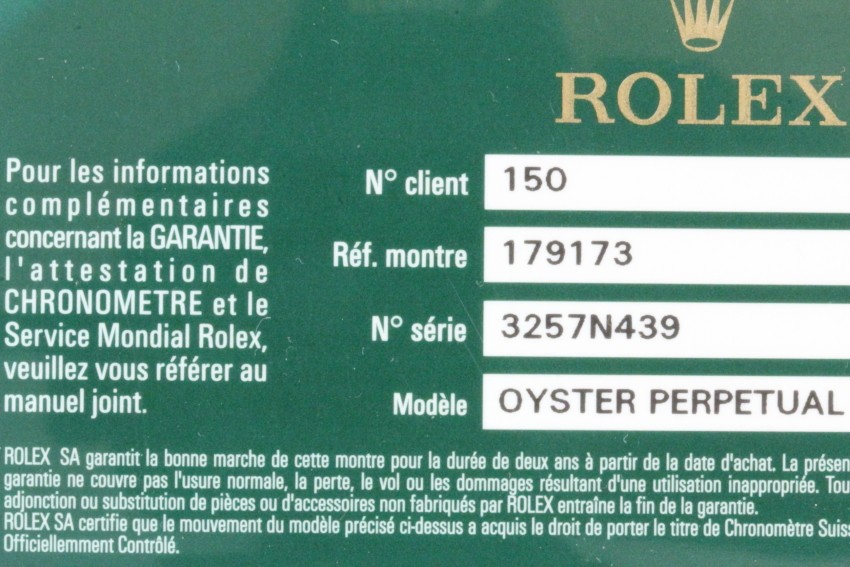 ROLEX
Pour les informations
complémentaires
concernant la GARANTIE,
l'attestation de
CHRONOMETRE et le
Service Mondial Rolex,
veuillez vous référer au
manuel joint.
N° client 150
Réf. montre 179173
N° série 3257N439
Modèle OYSTER PERPETUAL
ROLEX SA garantit la bonne marche de cette montre pour la durée de deux ans à partir de la date d'achat. La présen
garantie ne couvre pas l'usure normale, la perte, le vol ou les dommages résultant d'une utilisation inappropriée. Tou
adjonction ou substitution de pièces ou d'accessoires non fabriqués par ROLEX entraîne la fin de la garantie.
ROLEX SA certifie que le mouvement du modèle précisé ci-dessus a acquis le droit de porter le titre de Chronomètre Suiss
Officiellemment Contrôlé.